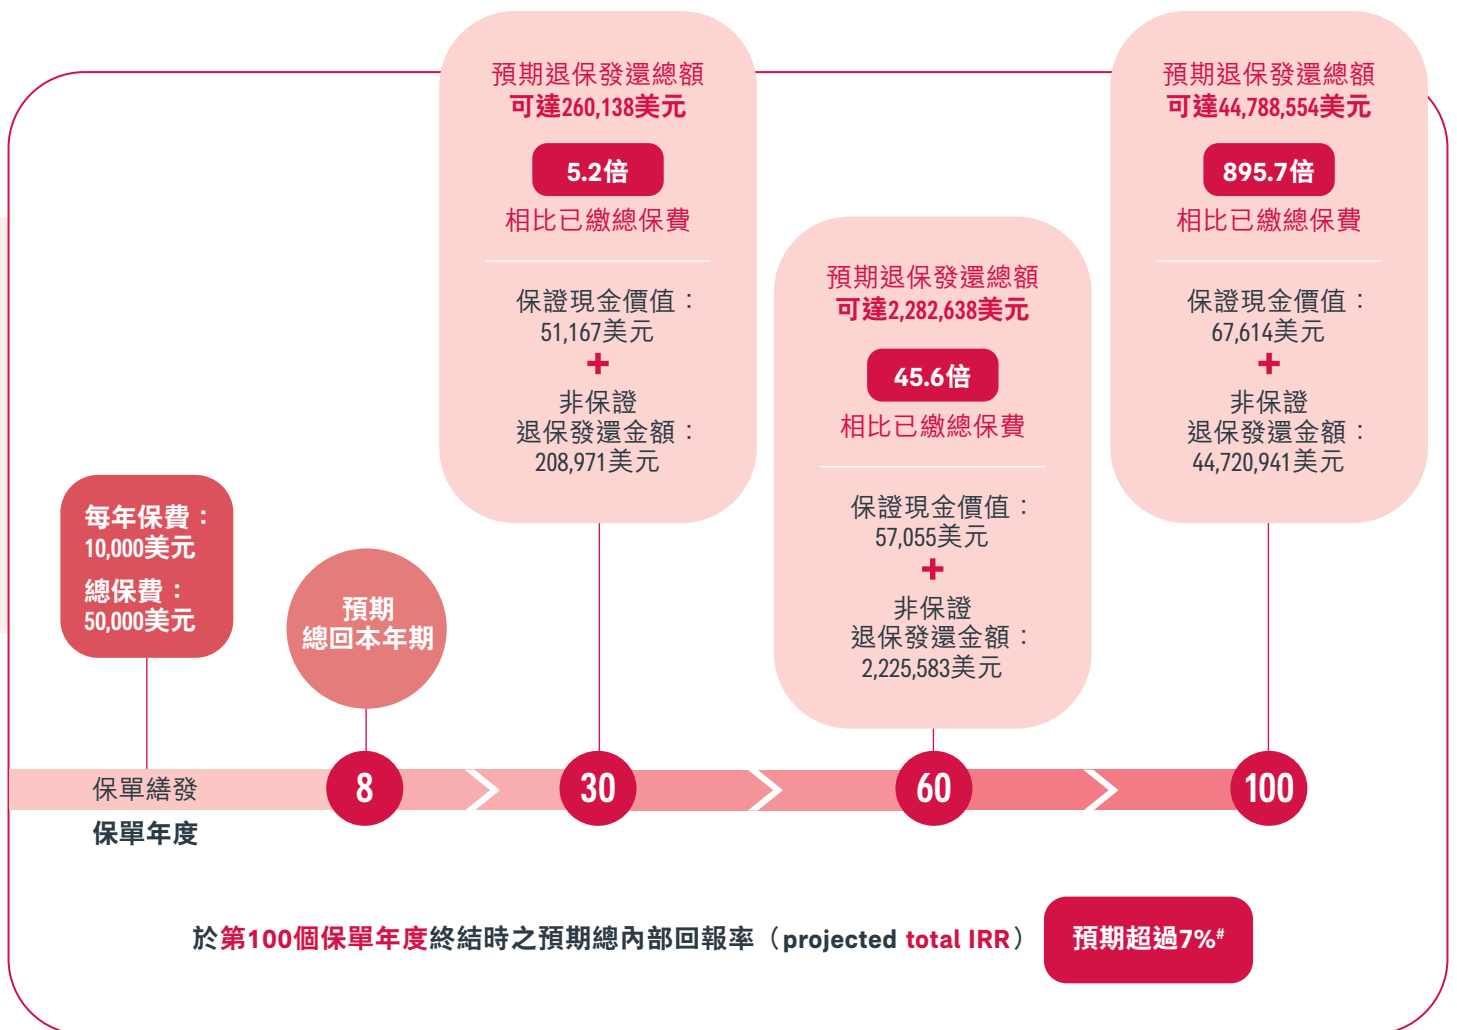 每年保費：
10,000美元
總保費：
50,000美元
預期
總回本年期
預期退保發還總額
可達260,138美元
5.2倍
相比已繳總保費
保證現金價值：
51,167美元
+
非保證
退保發還金額：
208,971美元
預期退保發還總額
可達2,282,638美元
45.6倍
相比已繳總保費
保證現金價值：
57,055美元
+
非保證
退保發還金額：
2,225,583美元
預期退保發還總額
可達44,788,554美元
895.7倍
相比已繳總保費
保證現金價值：
67,614美元
+
非保證
退保發還金額：
44,720,941美元
保單繕發 8 30 60 100
保單年度
於第100個保單年度終結時之預期總內部回報率（projected total IRR） 預期超過7%#